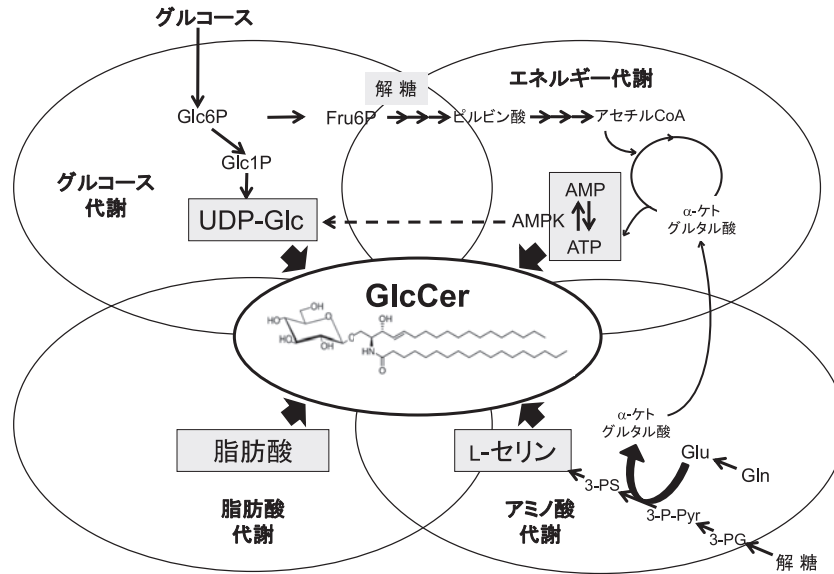 グルコース
解 糖
エネルギー代謝
Glc6P
Fru6P
ピルビン酸
アセチルCoA
Glc1P
グルコース
代謝
UDP-Glc
AMPK
AMP
ATP
α-ケト
グルタル酸
GlcCer
OH
HO
HO
O
OH
O
OH
HN
O
脂肪酸
L-セリン
α-ケト
グルタル酸
Glu
Gln
3-PS
3-P-Pyr
3-PG
解 糖
脂肪酸
代謝
アミノ酸
代謝